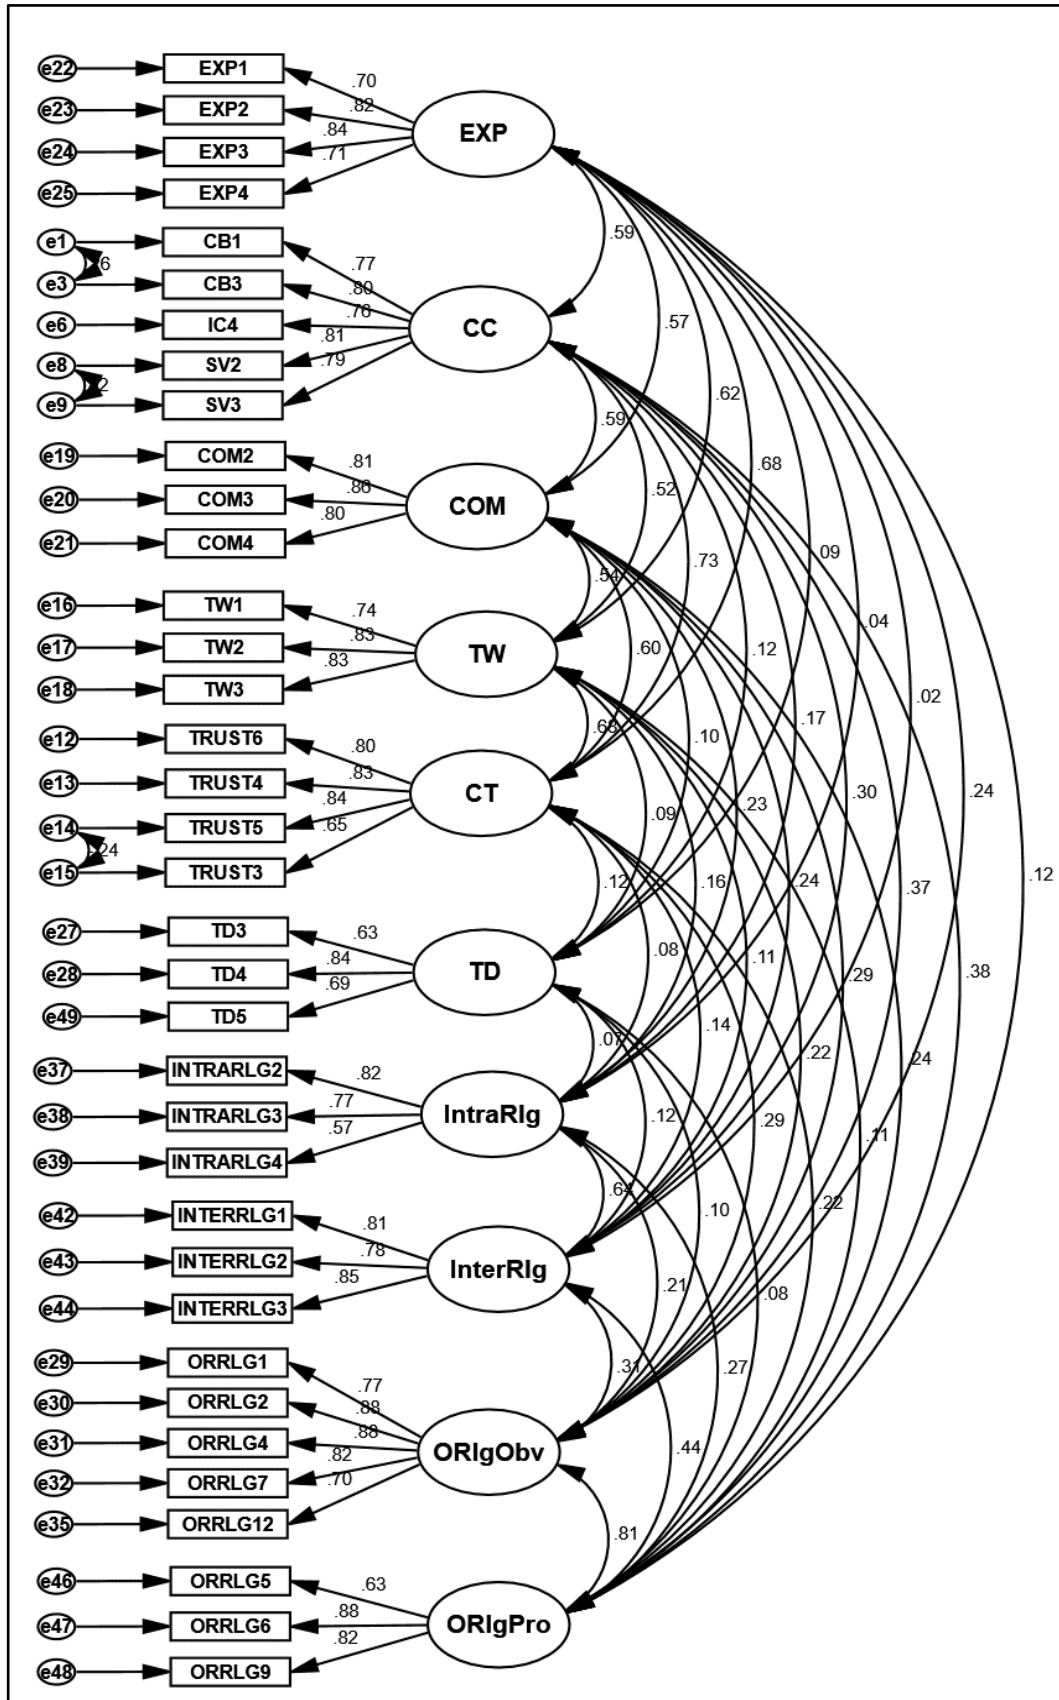 e22 EXP1 .70
e23 EXP2 .82
EXP
e24 EXP3 .84
.71
e25 EXP4
.59
e1 CB1 .77
6
e3 CB3 .80
e6 IC4 .76
CC
.57
e8 SV2 .81
2
.79
e9 SV3
.62
.59
e19 COM2 .81
.68
e20 COM3 .86
COM
.52
e21 COM4 .80
.73
09
.54
e16 TW1 .74
.04
e17 TW2 .83
TW
.60
.12
e18 TW3 .83
.02
.17
.68
e12 TRUST6 .80
.10
e13 TRUST4 .83
CT
.24
.30
.23
.09
e14 TRUST5 .84
.65
.24
e15 TRUST3
.12
.16
.24
.37
.12
e27 TD3 .63
.08
.11
e28 TD4 .84
TD
.29
.38
e49 TD5 .69
.14
.07
.22
24
e37 INTRARLG2 .82
e38 INTRARLG3 .77
IntraRlg
.12
.29
e39 INTRARLG4 .57
.11
.64
.10
.22
e42 INTERRLG1 .81
e43 INTERRLG2 .78
InterRlg
.21
.08
e44 INTERRLG3 .85
.31
.27
e29 ORRLG1 .77
e30 ORRLG2 .88
e31 ORRLG4 .88
ORlgObv
.44
e32 ORRLG7 .82
.70
e35 ORRLG12
.81
e46 ORRLG5 .63
e47 ORRLG6 .88
ORlgPro
e48 ORRLG9 .82